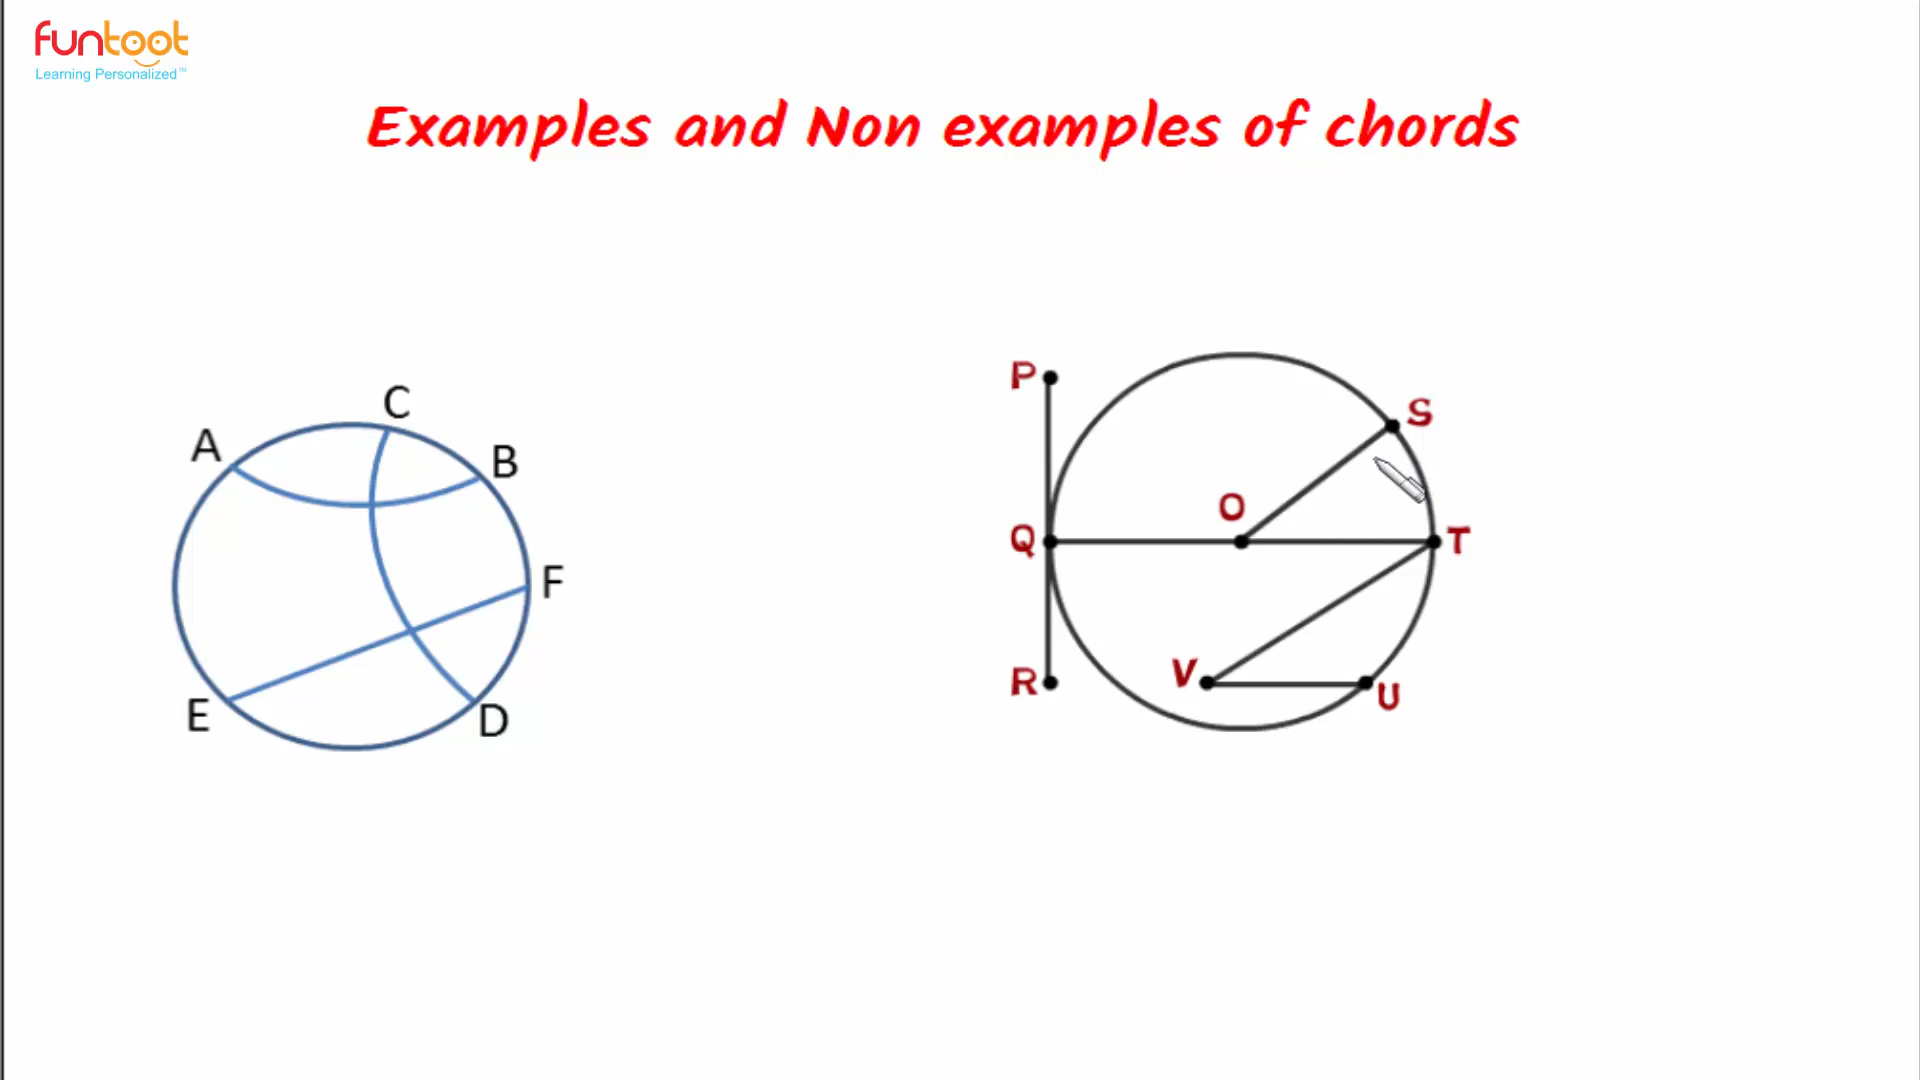 funtoot
Learning Personalized™
Examples and Non examples of chords
A
C
B
F
E
D
P
S
O
Q
T
V
R
U